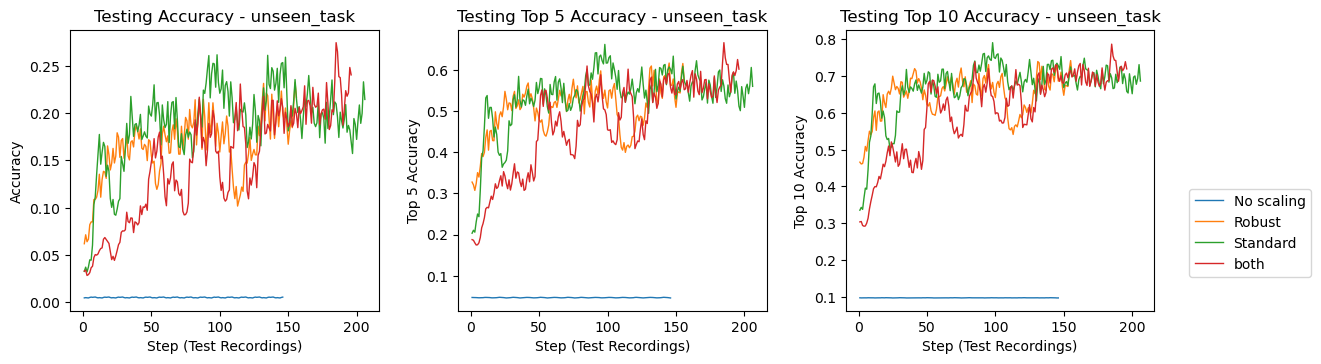 Testing Accuracy - unseen_task
Accuracy
0.25
0.20
0.15
0.10
0.05
0.00
0
50
100
150
200
Step (Test Recordings)
Testing Top 5 Accuracy - unseen_task
Top 5 Accuracy
0.6
0.5
0.4
0.3
0.2
0.1
0
50
100
150
200
Step (Test Recordings)
Testing Top 10 Accuracy - unseen_task
Top 10 Accuracy
0.8
0.7
0.6
0.5
0.4
0.3
0.2
0.1
0
50
100
150
200
Step (Test Recordings)
No scaling
Robust
Standard
both